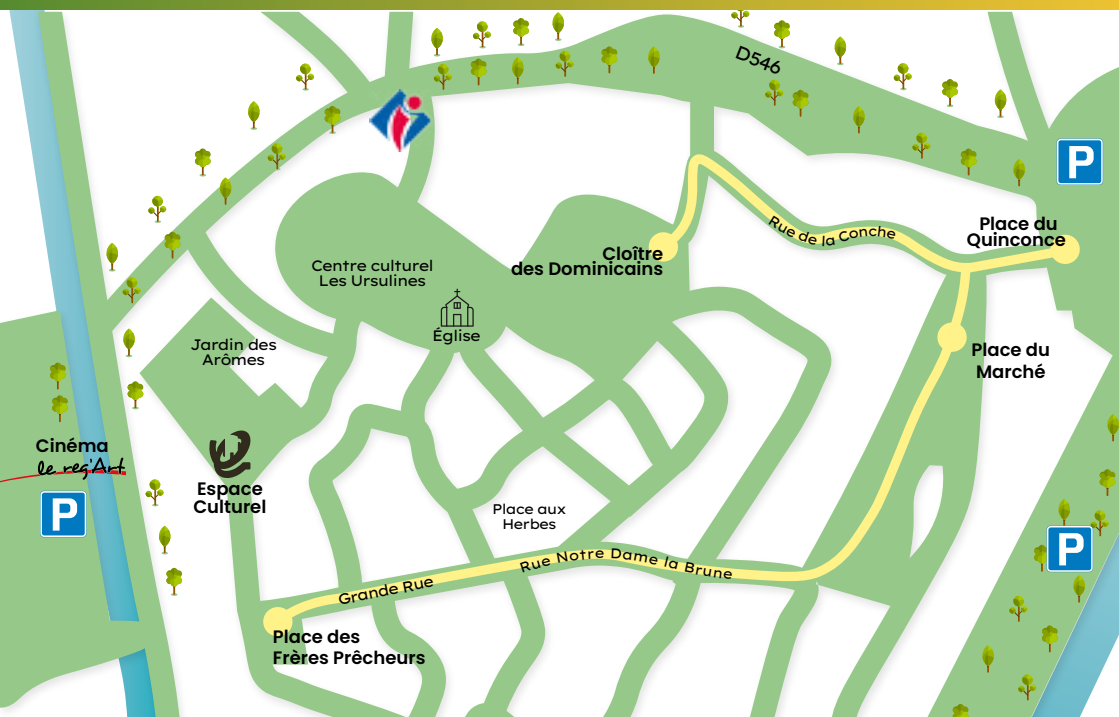 D546
P
Place du
Quinconce
Rue de la Conche
Cloître
des Dominicains
Centre culturel
Les Ursulines
Église
Jardin des
Arômes
Place du
Marché
Cinéma
le reg'Art
P
Espace
Culturel
Place aux
Herbes
P
Rue Notre Dame la Brune
Grande Rue
Place des
Frères Prêcheurs